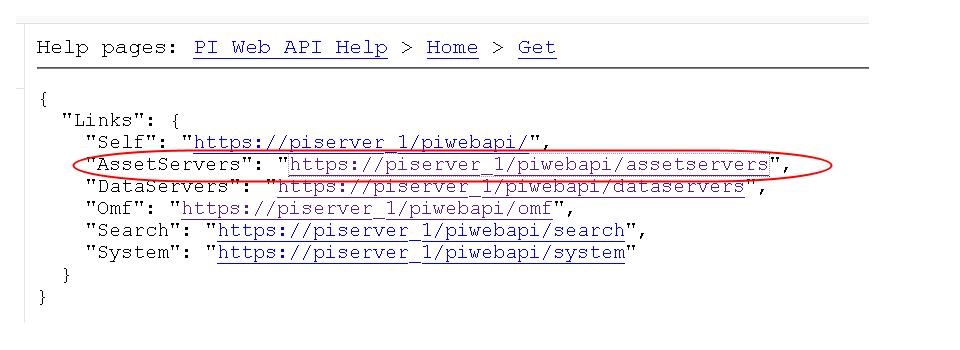 Help pages: PI Web API Help > Home > Get
{
"Links": {
"Self": "https://piserver_1/piwebapi/",
"AssetServers": "https://piserver_1/piwebapi/assetservers",
"DataServers": "https://piserver_1/piwebapi/dataservers",
"Omf": "https://piserver_1/piwebapi/omf",
"Search": "https://piserver_1/piwebapi/search",
"System": "https://piserver_1/piwebapi/system"
}
}